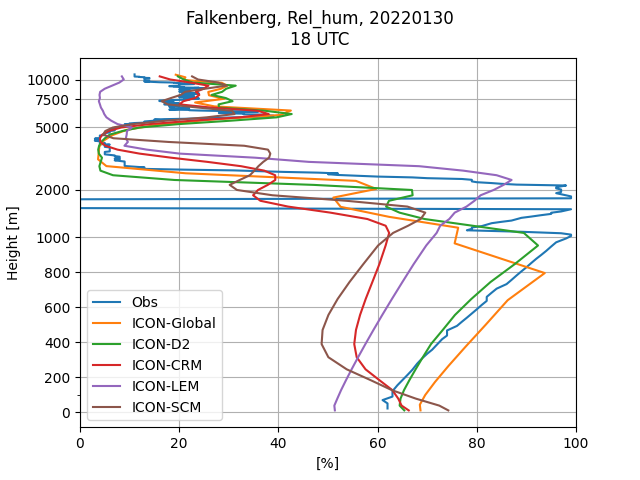 Falkenberg, Rel_hum, 20220130
18 UTC
10000
7500
5000
2000
1000
800
600
400
200
0
Height [m]
Obs
ICON-Global
ICON-D2
ICON-CRM
ICON-LEM
ICON-SCM
0 20 40 60 80 100
[%]